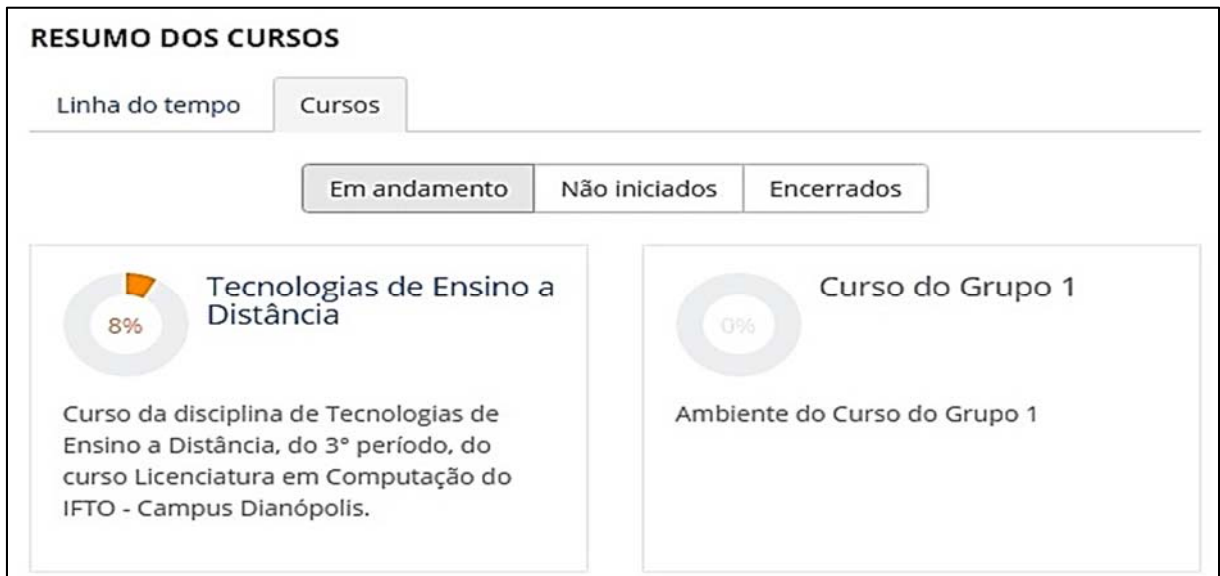 RESUMO DOS CURSOS
Linha do tempo
Cursos
Em andamento
Não iniciados
Encerrados
8%
Tecnologias de Ensino a
Distância
Curso da disciplina de Tecnologias de
Ensino a Distância, do 3° período, do
curso Licenciatura em Computação do
IFTO - Campus Dianópolis.
0%
Curso do Grupo 1
Ambiente do Curso do Grupo 1